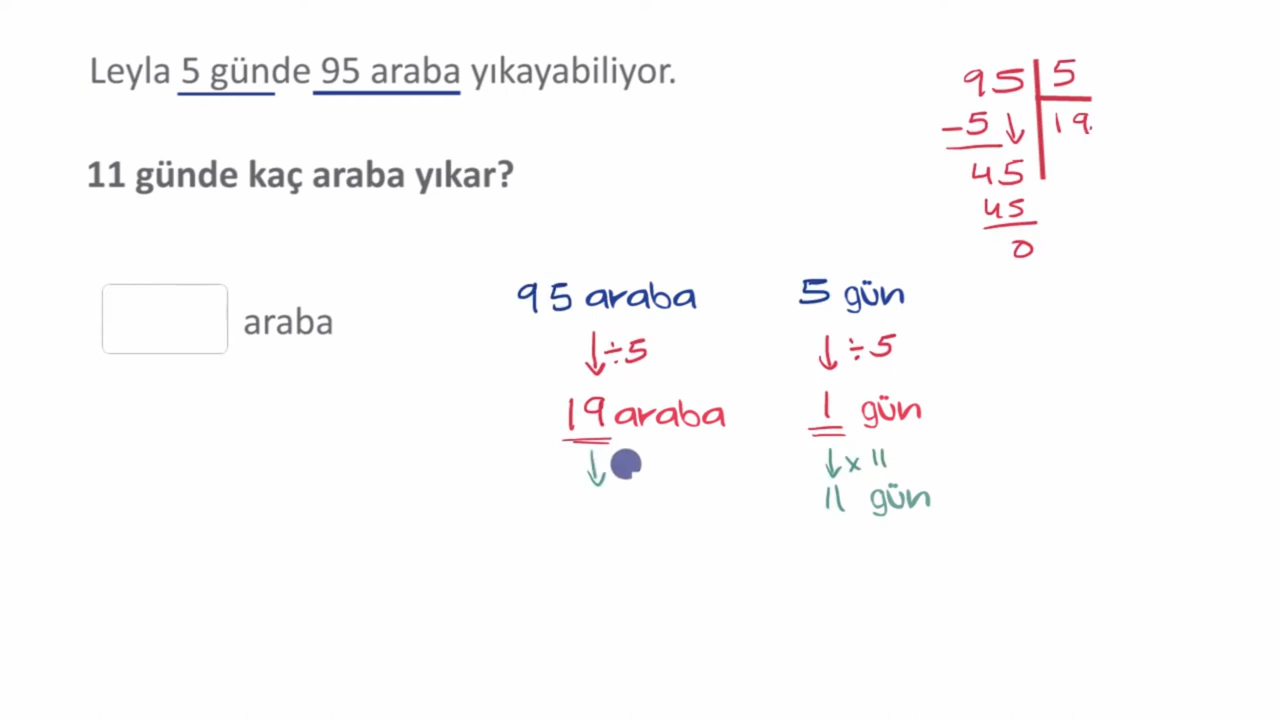 Leyla 5 günde 95 araba yıkayabiliyor.
11 günde kaç araba yıkar?
araba
95 5
-5 ↓ 19
45
45
0
95 araba 5 gün
↓ ÷5 ↓ ÷5
19 araba 1 gün
↓ ↓ x 11
11 gün